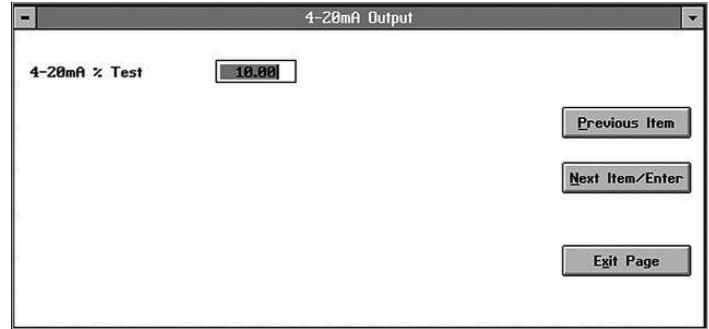 4-20mA Output
4-20mA % Test 10.00
Previous Item
Next Item/Enter
Exit Page